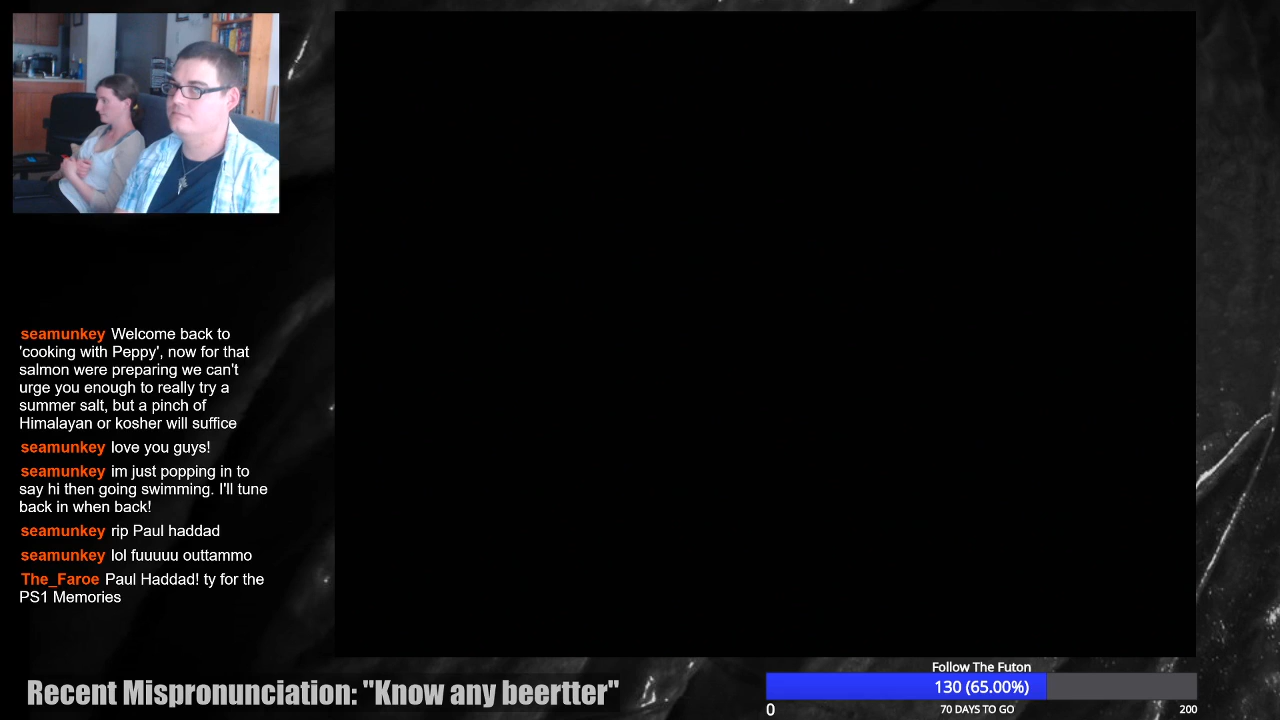 seamunkey Welcome back to
'cooking with Peppy', now for that
salmon were preparing we can't
urge you enough to really try a
summer salt, but a pinch of
Himalayan or kosher will suffice
seamunkey love you guys!
seamunkey im just popping in to
say hi then going swimming. I'll tune
back in when back!
seamunkey rip Paul haddad
seamunkey lol fuuuuu outtammo
The_Faroe Paul Haddad! ty for the
PS1 Memories
Recent Mispronunciation: "Know any beertter"
Follow The Futon
130 (65.00%)
0 70 DAYS TO GO 200